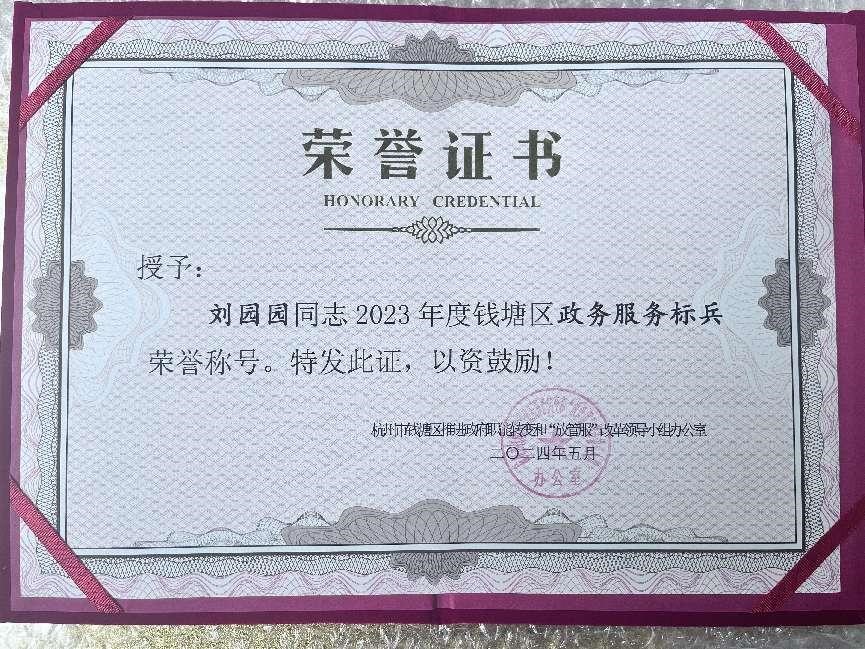 荣誉证书
HONORARY CREDENTIAL
授予：
刘园园同志2023年度钱塘区政务服务标兵
荣誉称号。特发此证，以资鼓励！
杭州市钱塘区推进政府职能转变和“放管服”改革领导小组办公室
二〇二四年五月
办公室